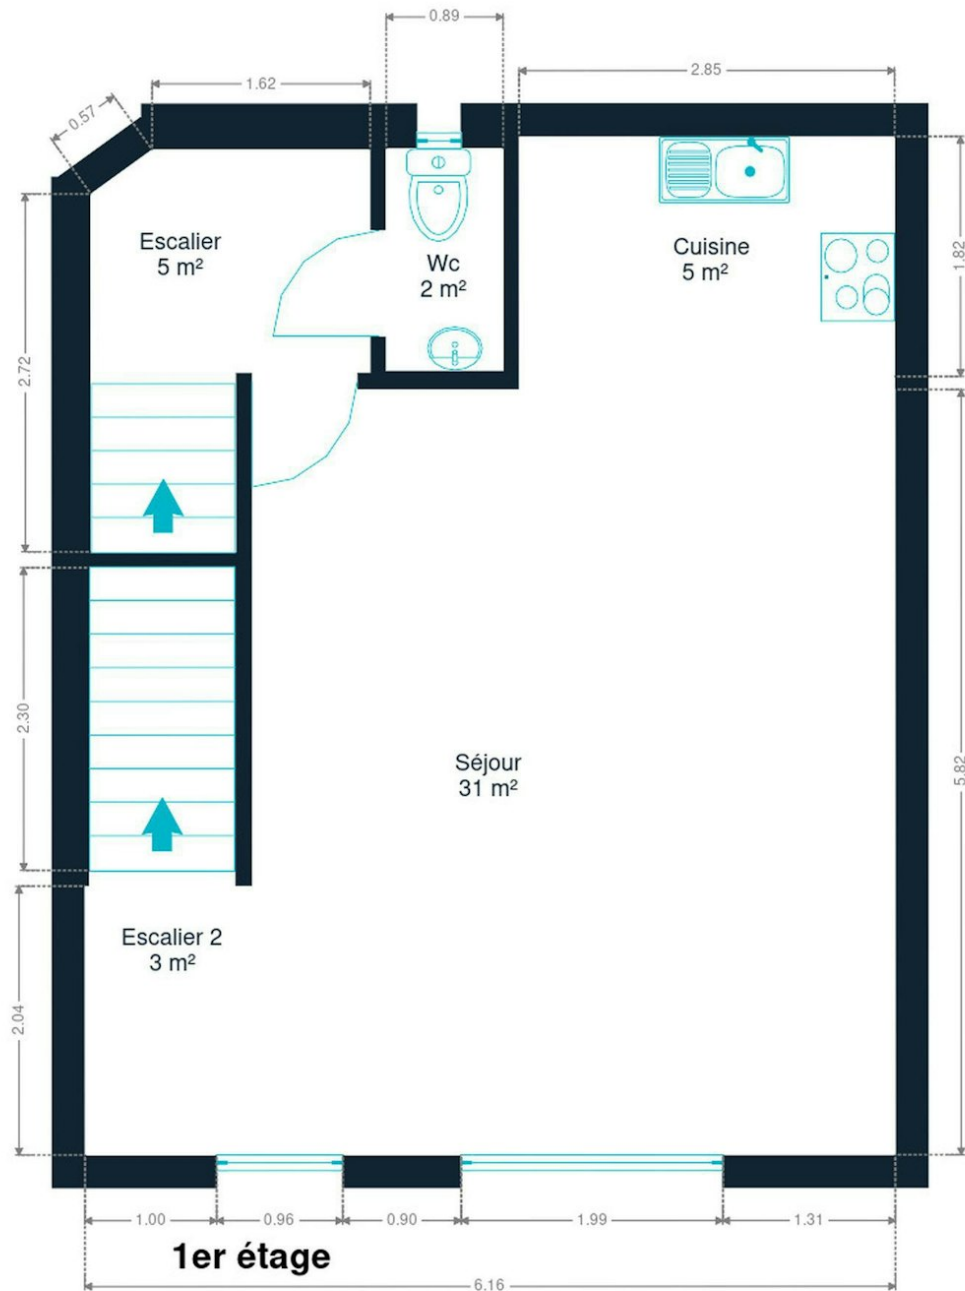 0.89
2.85
1.62
0.57
Escalier
5 m²
Wc
2 m²
Cuisine
5 m²
1.82
2.72
2.30
Séjour
31 m²
5.82
Escalier 2
3 m²
2.04
1.00
0.96
0.90
1.99
1.31
1er étage
6.16